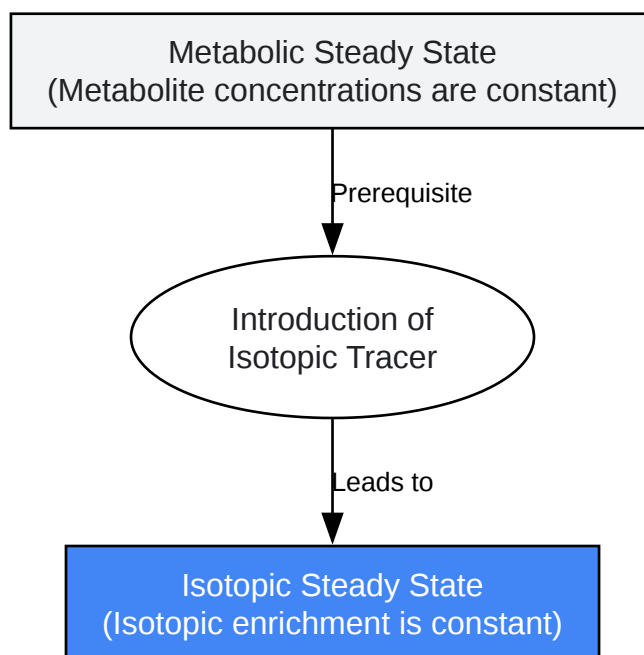 Metabolic Steady State
(Metabolite concentrations are constant)
Prerequisite
Introduction of
Isotopic Tracer
Leads to
Isotopic Steady State
(Isotopic enrichment is constant)